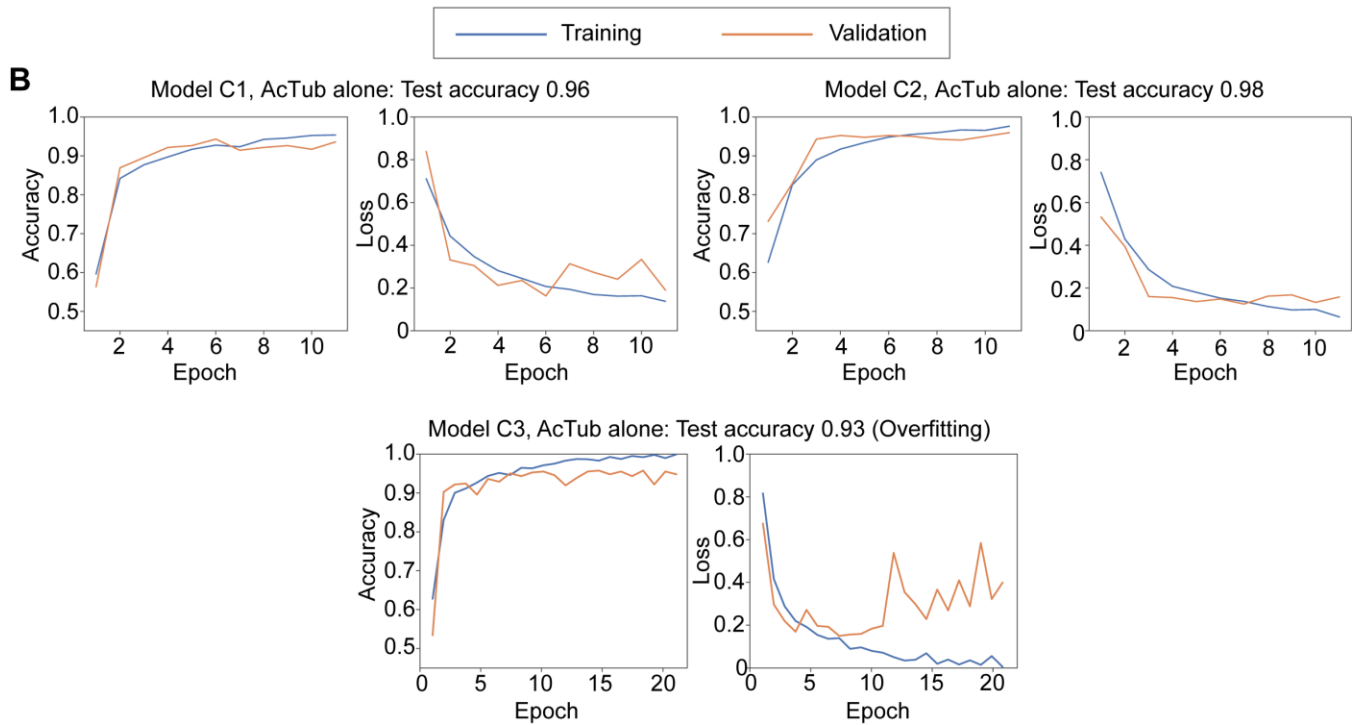 Training Validation
B
Model C1, AcTub alone: Test accuracy 0.96
1.0
0.9
0.8
0.7
0.6
0.5
Accuracy
2 4 6 8 10
Epoch
1.0
0.8
0.6
0.4
0.2
0
Loss
2 4 6 8 10
Epoch
Model C2, AcTub alone: Test accuracy 0.98
1.0
0.9
0.8
0.7
0.6
0.5
Accuracy
2 4 6 8 10
Epoch
1.0
0.8
0.6
0.4
0.2
0
Loss
2 4 6 8 10
Epoch
Model C3, AcTub alone: Test accuracy 0.93 (Overfitting)
1.0
0.9
0.8
0.7
0.6
0.5
Accuracy
0 5 10 15 20
Epoch
1.0
0.8
0.6
0.4
0.2
0
Loss
0 5 10 15 20
Epoch